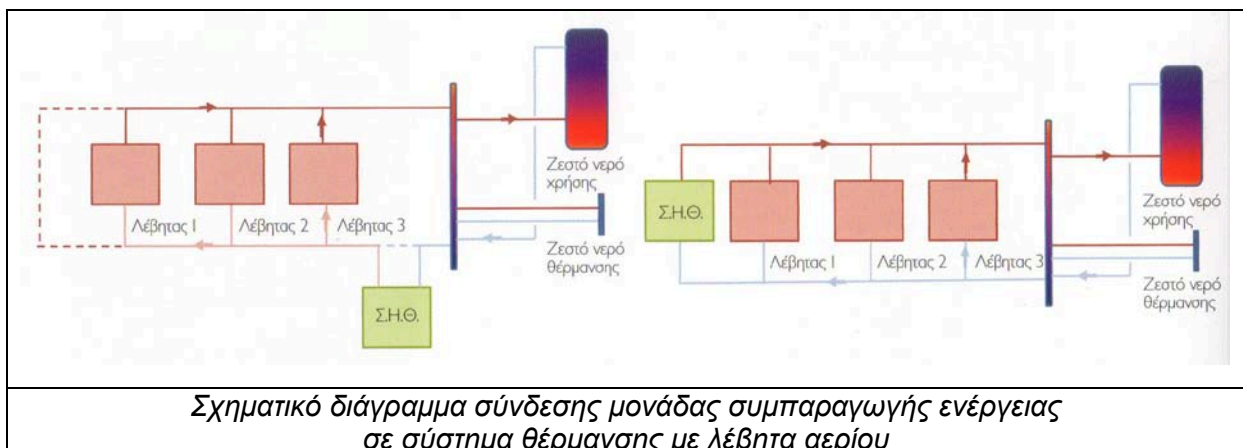 Ζεστό νερό
χρήσης
Λέβητας 1
Λέβητας 2
Λέβητας 3
Ζεστό νερό
θέρμανσης
Σ.Η.Θ.
Ζεστό νερό
χρήσης
Σ.Η.Θ.
Λέβητας 1
Λέβητας 2
Λέβητας 3
Ζεστό νερό
θέρμανσης
Σχηματικό διάγραμμα σύνδεσης μονάδας συμπαραγωγής ενέργειας
σε σύστημα θέρμανσης με λέβητα αερίου